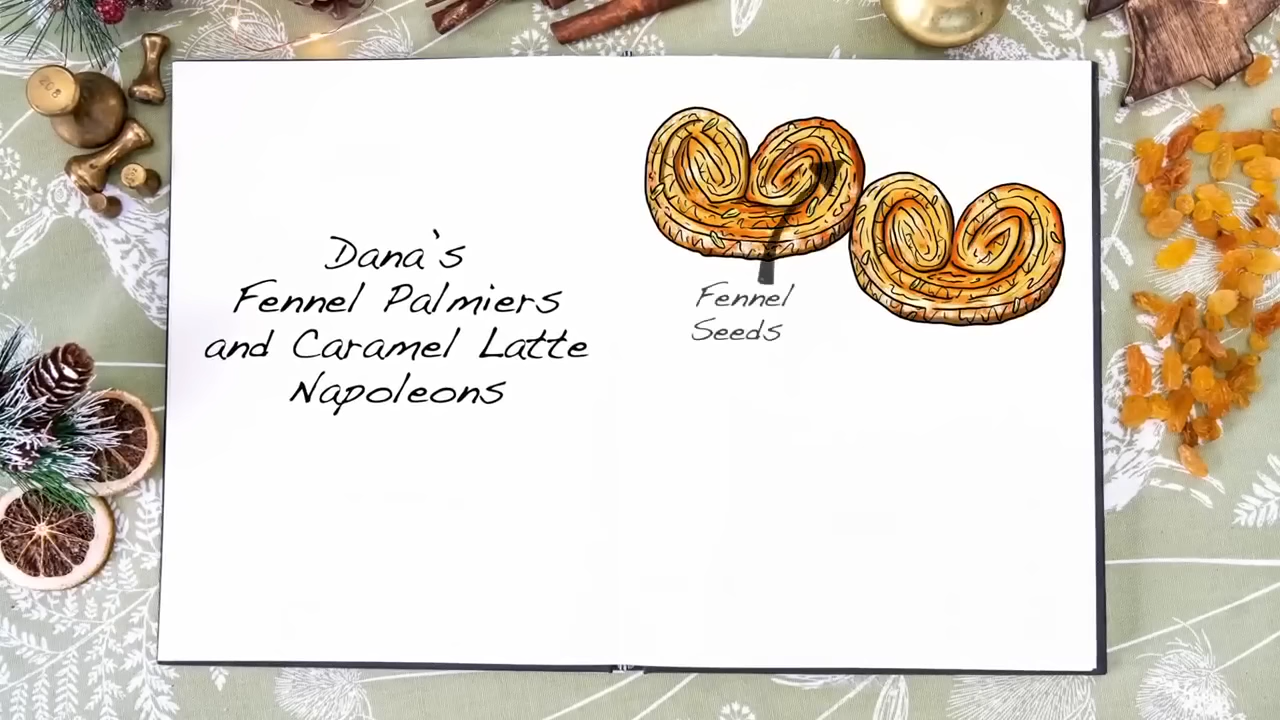 Dana's
Fennel Palmiers
and Caramel Latte
Napoleons
Fennel
Seeds